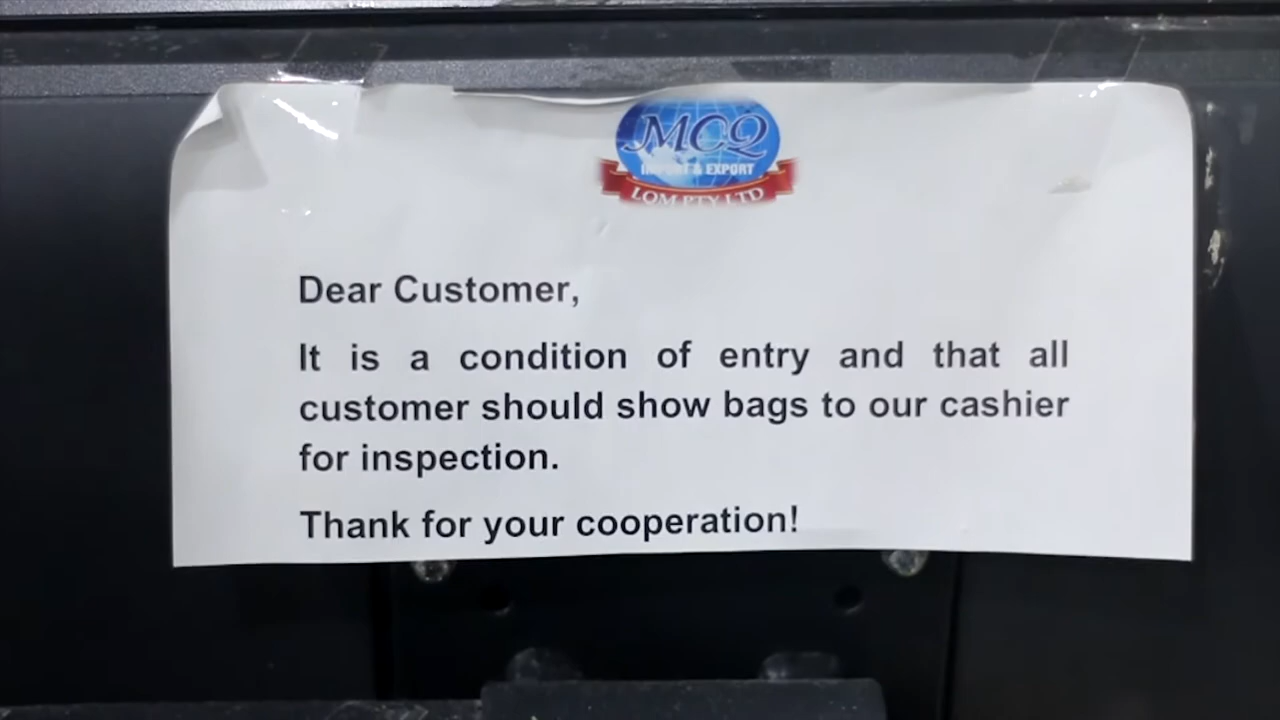 MCQ
IMPORT & EXPORT
LOM PTY LTD
Dear Customer,
It is a condition of entry and that all
customer should show bags to our cashier
for inspection.
Thank for your cooperation!